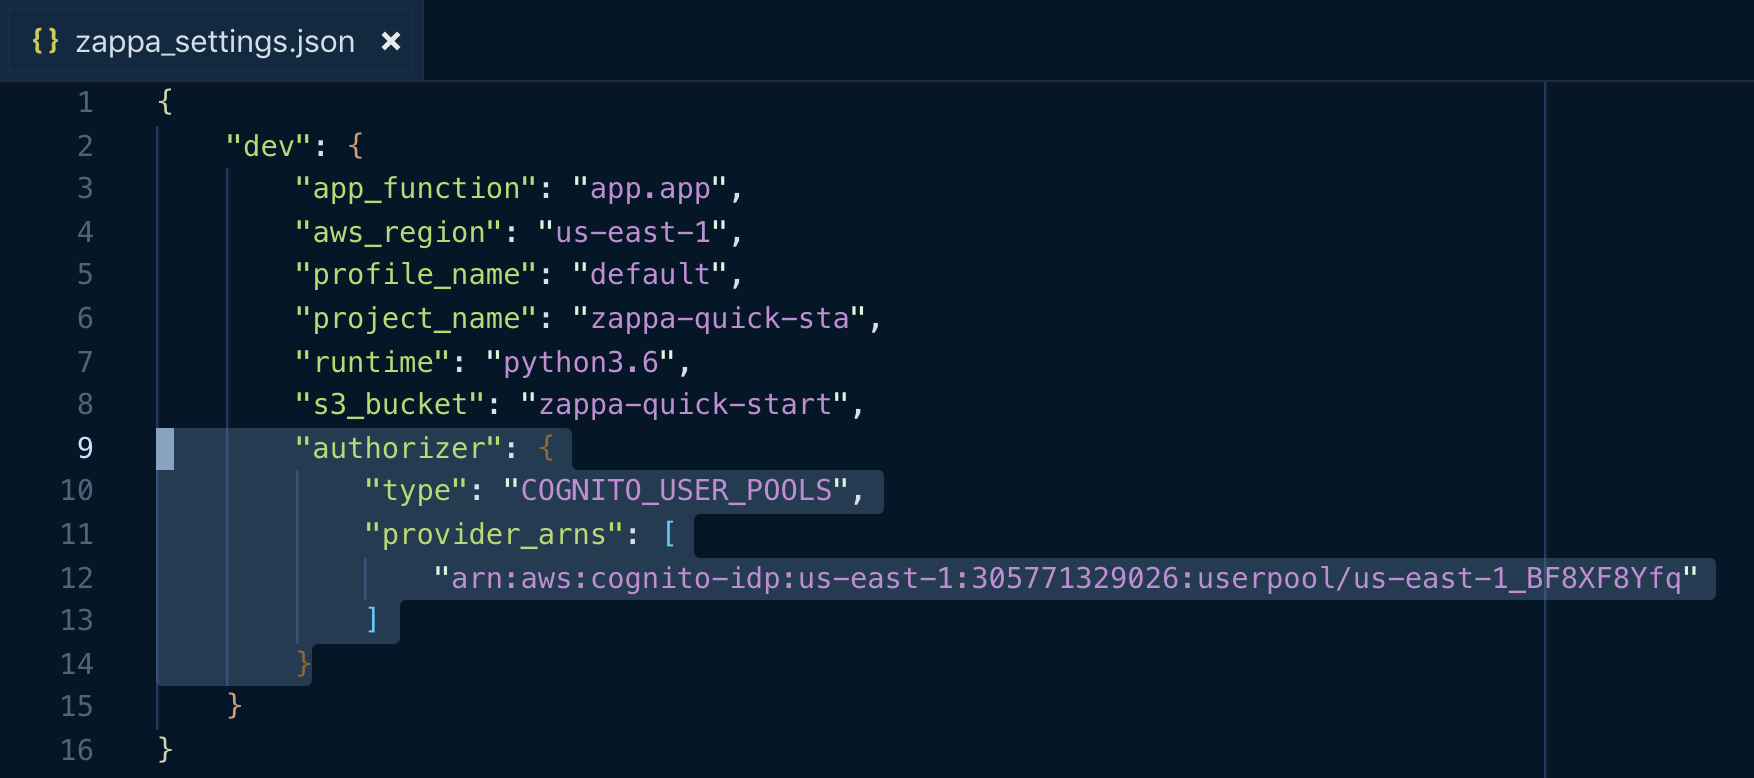 {} zappa_settings.json ×
1 {
2 "dev": {
3 "app_function": "app.app",
4 "aws_region": "us-east-1",
5 "profile_name": "default",
6 "project_name": "zappa-quick-sta",
7 "runtime": "python3.6",
8 "s3_bucket": "zappa-quick-start",
9 "authorizer": {
10 "type": "COGNITO_USER_POOLS",
11 "provider_arns": [
12 "arn:aws:cognito-idp:us-east-1:305771329026:userpool/us-east-1_BF8XF8Yfq"
13 ]
14 }
15 }
16 }